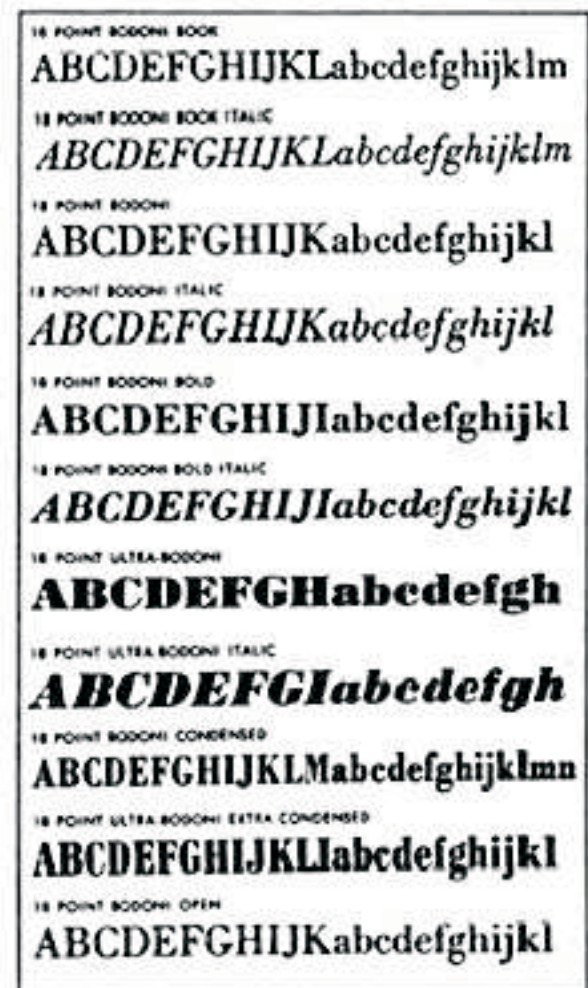 18 POINT BODONI BOOK
ABCDEFGHIJKLabcdefghijklm
18 POINT BODONI BOOK ITALIC
ABCDEFGHIJKLabcdefghijklm
18 POINT BODONI
ABCDEFGHIJKabcdefghijkl
18 POINT BODONI ITALIC
ABCDEFGHIJKabcdefghijkl
18 POINT BODONI BOLD
ABCDEFGHIJIabcdefghijkl
18 POINT BODONI BOLD ITALIC
ABCDEFGHIJIabcdefghijkl
18 POINT ULTRA-BODONI
ABCDEFGHabcdefgh
18 POINT ULTRA-BODONI ITALIC
ABCDEFGIabcdefgh
18 POINT BODONI CONDENSED
ABCDEFGHIJKLMabcdefghijklmn
18 POINT ULTRA-BODONI EXTRA CONDENSED
ABCDEFGHIJKLIabcdefghijkl
18 POINT BODONI OPEN
ABCDEFGHIJKabcdefghijkl